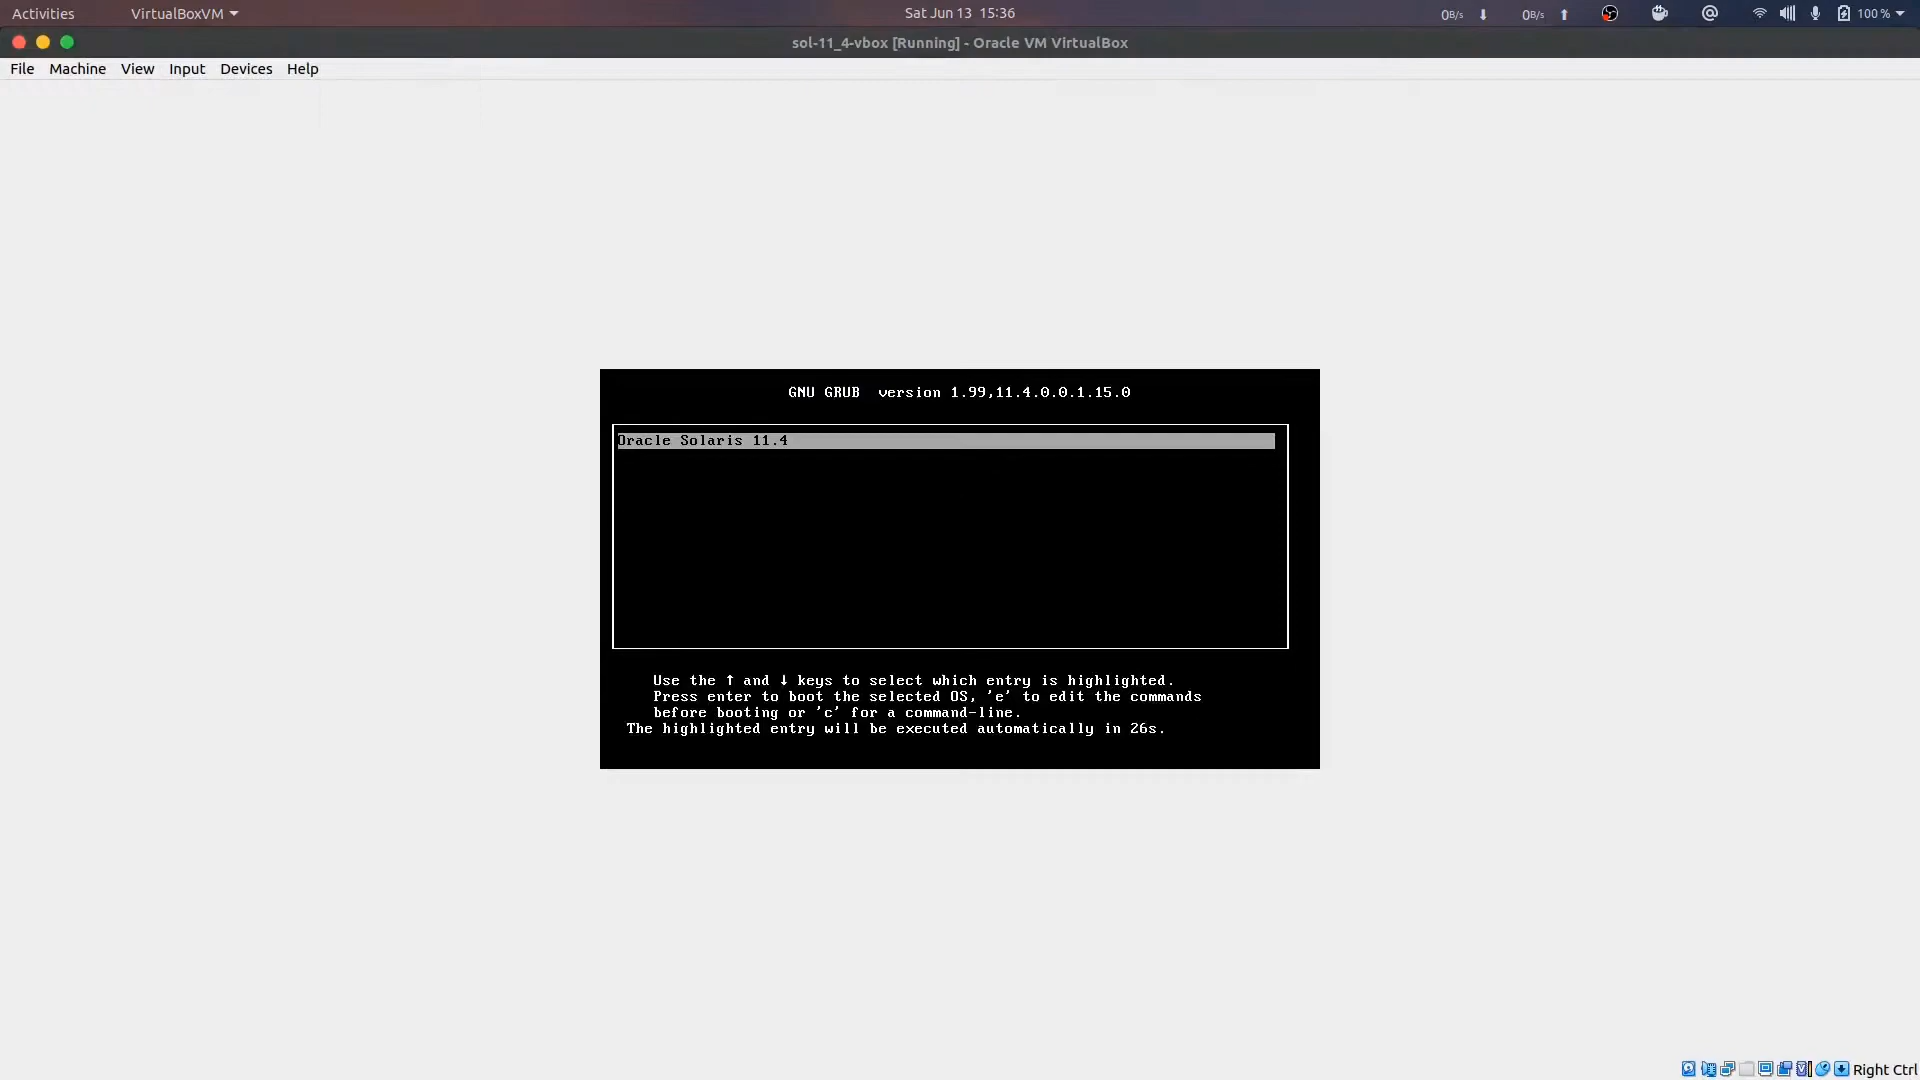 Activities VirtualBoxVM Sat Jun 13 15:36 0B/s ↓ 0B/s ↑ 100 %
sol-11_4-vbox [Running] - Oracle VM VirtualBox
File Machine View Input Devices Help
GNU GRUB version 1.99,11.4.0.0.1.15.0
Oracle Solaris 11.4
Use the ↑ and ↓ keys to select which entry is highlighted.
Press enter to boot the selected OS, 'e' to edit the commands
before booting or 'c' for a command-line.
The highlighted entry will be executed automatically in 26s.
Right Ctrl